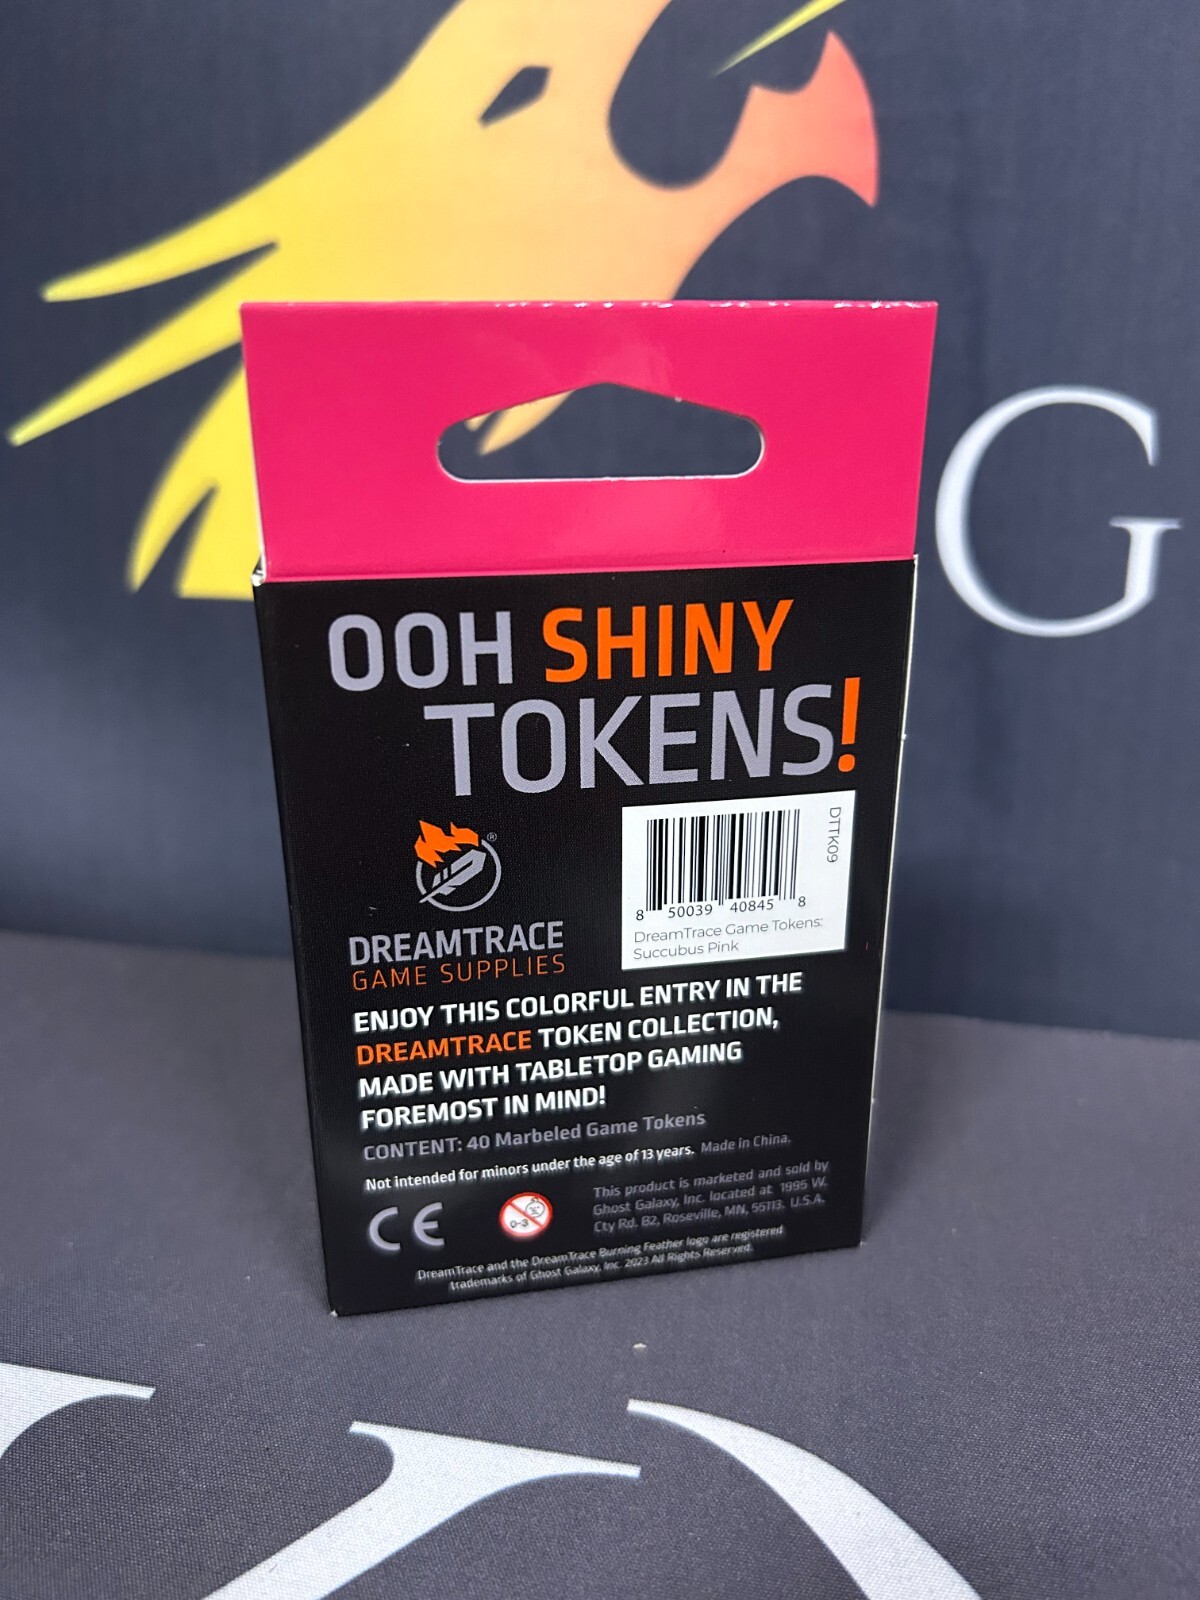 G
OOH SHINY
TOKENS!
®
DREAMTRACE
GAME SUPPLIES
DTTK09
8 50039 40845 8
DreamTrace Game Tokens:
Succubus Pink
ENJOY THIS COLORFUL ENTRY IN THE
DREAMTRACE TOKEN COLLECTION,
MADE WITH TABLETOP GAMING
FOREMOST IN MIND!
CONTENT: 40 Marbeled Game Tokens
Not intended for minors under the age of 13 years. Made in China.
CE
0-3
This product is marketed and sold by
Ghost Galaxy, Inc. located at 1995 W.
Cty Rd. B2, Roseville, MN, 55113. U.S.A.
DreamTrace and the DreamTrace Burning Feather logo are registered
trademarks of Ghost Galaxy, Inc. 2023 All Rights Reserved.